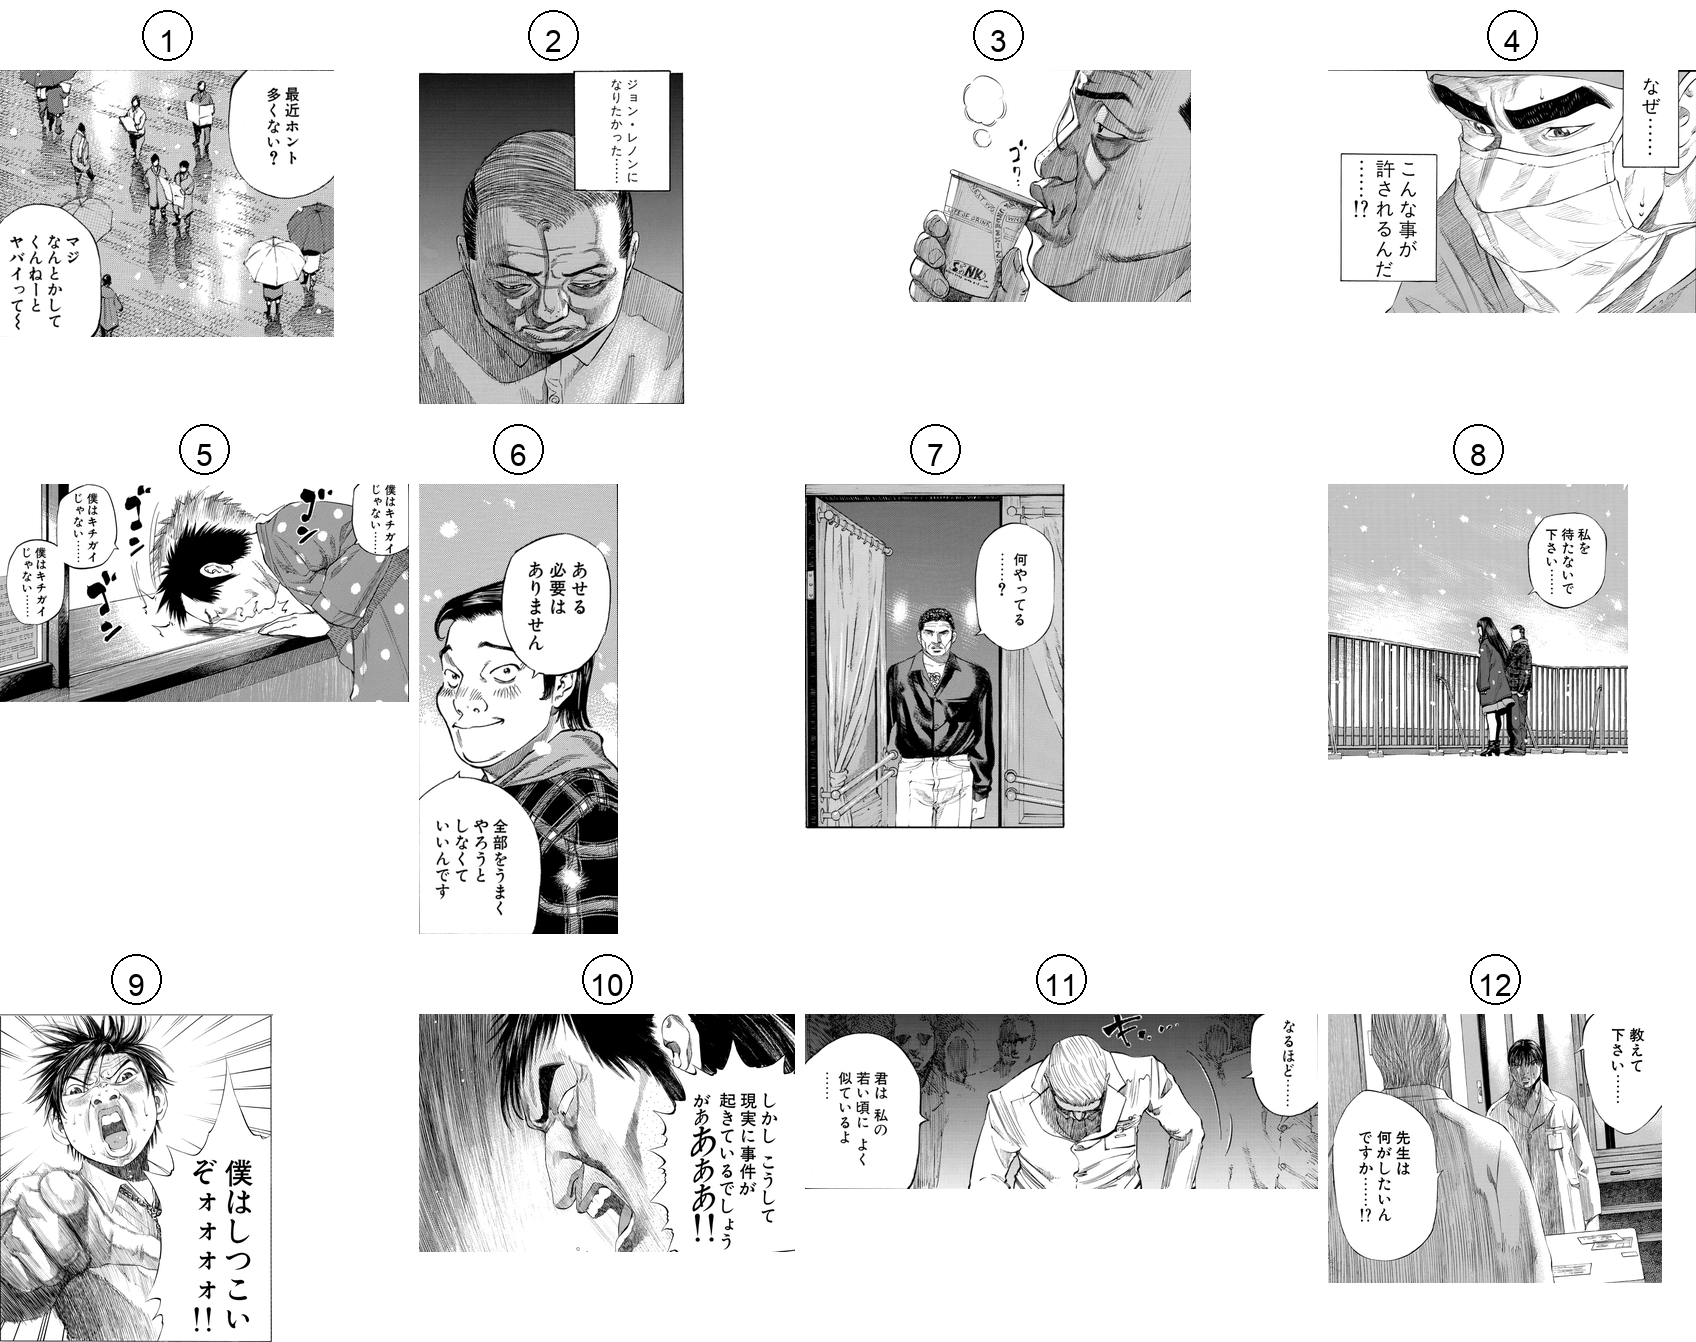 1
最近ホント
多くない？
マジ
なんとかして
くんねーと
ヤバイって〜
2
ジョン・レノンに
なりたかった……
3
ゴク…
SONK
4
なぜ……
こんな事が
許されるんだ
……!?
5
僕はキチガイ
じゃない……
ゴン
ゴン
僕はキチガイ
じゃない……
ゴン
僕はキチガイ
じゃない……
6
あせる
必要は
ありません
全部をうまく
やろうと
しなくて
いいんです
7
何やってる
……?
8
私を
待たないで
下さい……
9
僕はしつこい
ぞォォォォ!!
10
しかし こうして
現実に事件が
起きているでしょう
がぁあぁあぁ!!
11
なるほど……
キ…
君は 私の
若い頃に よく
似ているよ
……
12
教えて
下さい……
先生は
何がしたいん
ですか……!?